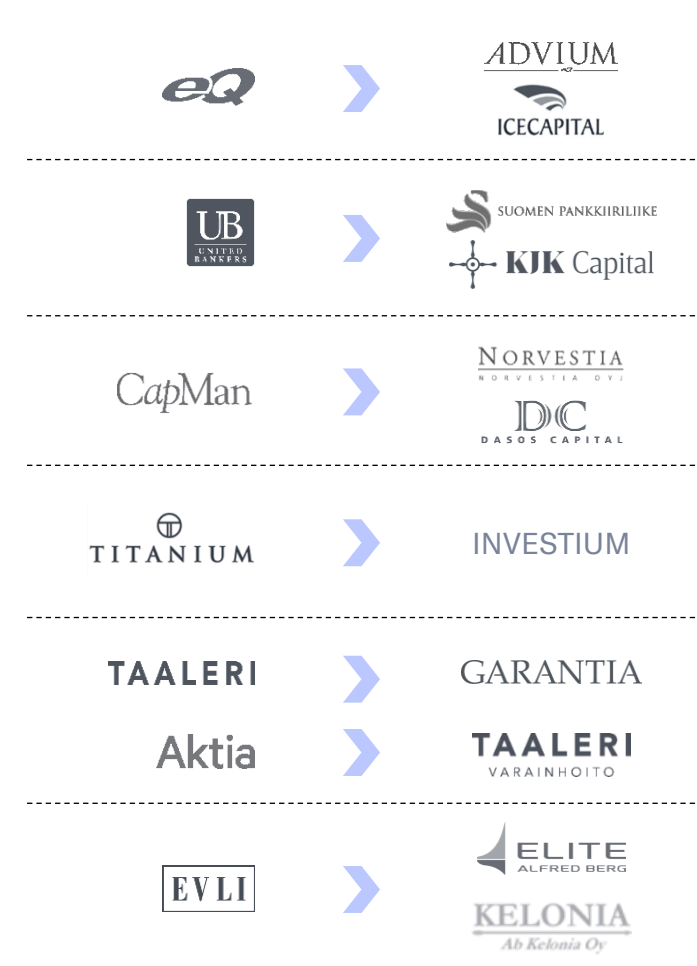 eQ
ADVIUM
ICECAPITAL
UB
UNITED
BANKERS
SUOMEN PANKKIIRILIIKE
KJK Capital
CapMan
NORVESTIA
NORVESTIA OYJ
DC
DASOS CAPITAL
TITANIUM
INVESTIUM
TAALERI
GARANTIA
Aktia
TAALERI
VARAINHOITO
EVLI
ELITE
ALFRED BERG
KELONIA
Ab Kelonia Oy